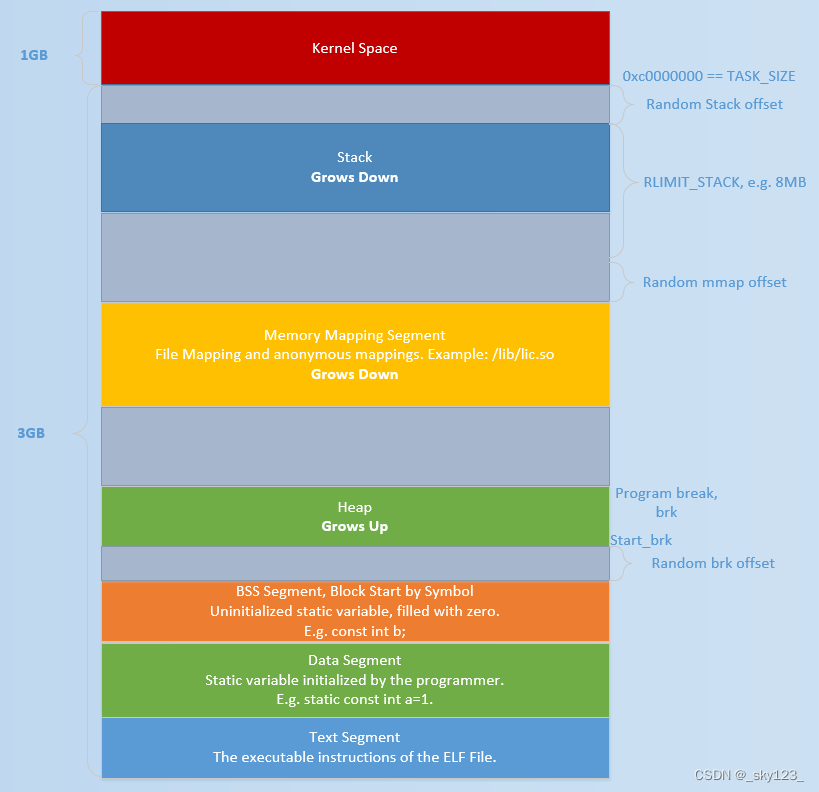 1GB
Kernel Space
0xc0000000 == TASK_SIZE
Random Stack offset
Stack
Grows Down
RLIMIT_STACK, e.g. 8MB
Random mmap offset
Memory Mapping Segment
File Mapping and anonymous mappings. Example: /lib/lic.so
Grows Down
3GB
Heap
Grows Up
Program break,
brk
Start_brk
Random brk offset
BSS Segment, Block Start by Symbol
Uninitialized static variable, filled with zero.
E.g. const int b;
Data Segment
Static variable initialized by the programmer.
E.g. static const int a=1.
Text Segment
The executable instructions of the ELF File.
CSDN @_sky123_